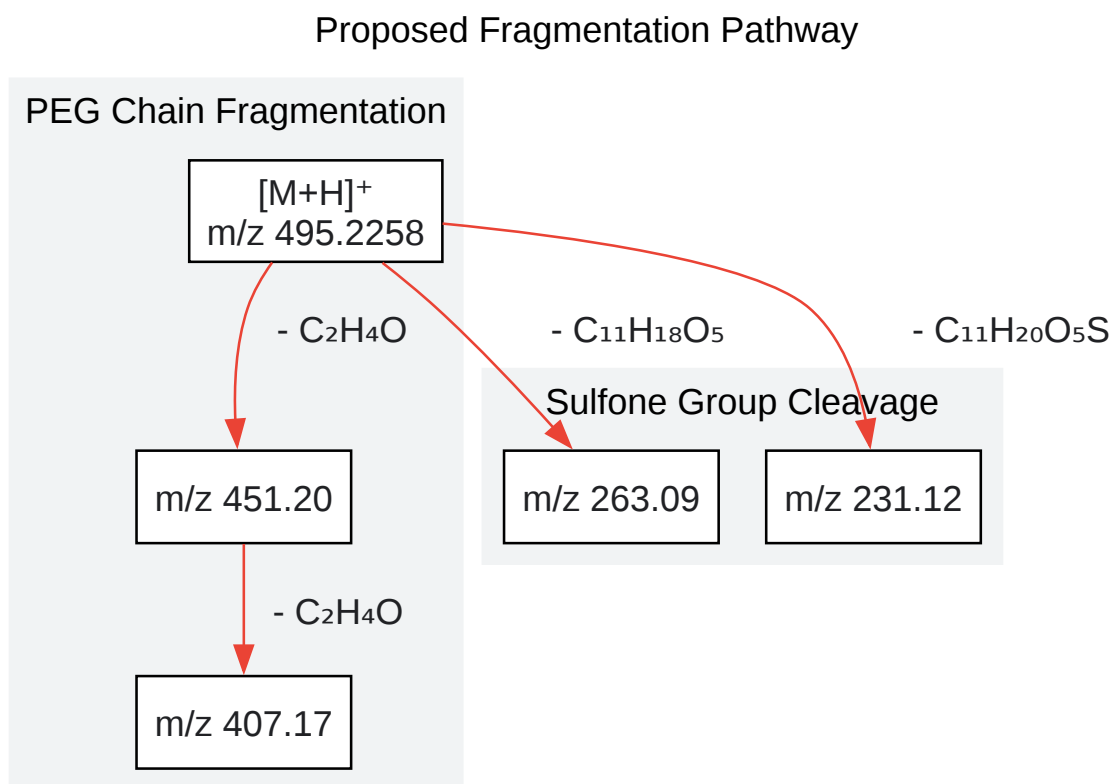 Proposed Fragmentation Pathway
PEG Chain Fragmentation
[M+H]⁺
m/z 495.2258
- C₂H₄O
- C₁₁H₁₈O₅
- C₁₁H₂₀O₅S
Sulfone Group Cleavage
m/z 451.20
m/z 263.09
m/z 231.12
- C₂H₄O
m/z 407.17